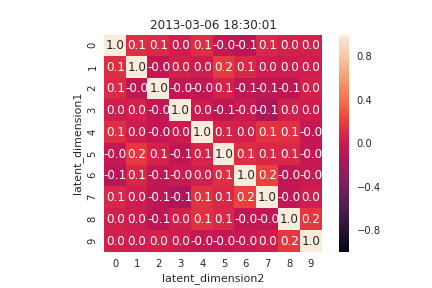 2013-03-06 18:30:01
latent_dimension1
0 1.0 0.1 0.1 0.0 0.1 -0.0 -0.1 0.1 0.0 0.0
1 0.1 1.0 -0.0 0.0 0.0 0.2 0.1 0.0 0.0 0.0
2 0.1 -0.0 1.0 -0.0 -0.0 0.1 -0.1 -0.1 -0.1 0.0
3 0.0 0.0 -0.0 1.0 0.0 -0.1 -0.0 -0.1 0.0 0.0
4 0.1 0.0 -0.0 0.0 1.0 0.1 0.0 0.1 0.1 -0.0
5 -0.0 0.2 0.1 -0.1 0.1 1.0 0.1 0.1 0.1 -0.0
6 -0.1 0.1 -0.1 -0.0 0.0 0.1 1.0 0.2 -0.0 -0.0
7 0.1 0.0 -0.1 -0.1 0.1 0.1 0.2 1.0 -0.0 0.0
8 0.0 0.0 -0.1 0.0 0.1 0.1 -0.0 -0.0 1.0 0.2
9 0.0 0.0 0.0 0.0 -0.0 -0.0 -0.0 0.0 0.2 1.0
0 1 2 3 4 5 6 7 8 9
latent_dimension2
0.8
0.4
0.0
-0.4
-0.8